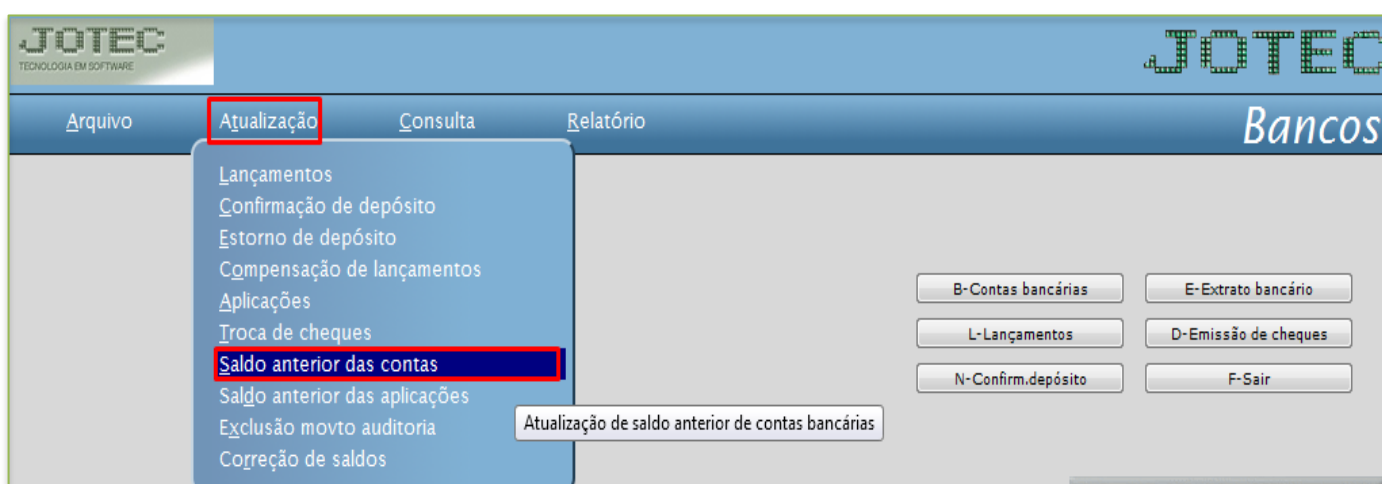 JOTEC
TECNOLOGIA EM SOFTWARE
JOTEC
Arquivo Atualização Consulta Relatório Bancos
Lançamentos
Confirmação de depósito
Estorno de depósito
Compensação de lançamentos
Aplicações
Troca de cheques
Saldo anterior das contas
Saldo anterior das aplicações
Exclusão movto auditoria
Correção de saldos
Atualização de saldo anterior de contas bancárias
B-Contas bancárias E-Extrato bancário
L-Lançamentos D-Emissão de cheques
N-Confirm.depósito F-Sair